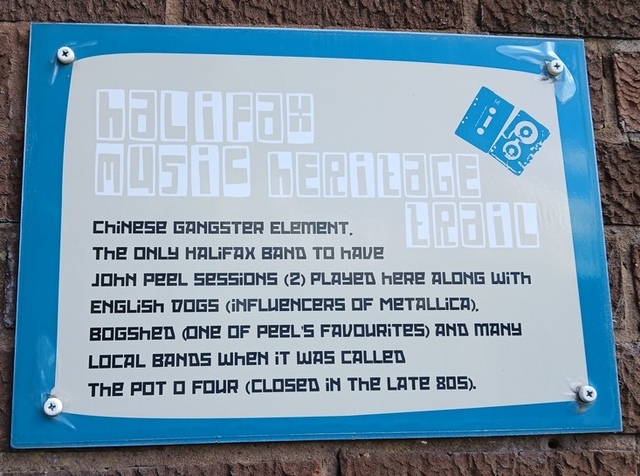 HALIFAX
MUSIC HERITAGE
TRAIL
CHINESE GANGSTER ELEMENT,
THE ONLY HALIFAX BAND TO HAVE
JOHN PEEL SESSIONS (2) PLAYED HERE ALONG WITH
ENGLISH DOGS (INFLUENCERS OF METALLICA),
BOGSHED (ONE OF PEEL'S FAVOURITES) AND MANY
LOCAL BANDS WHEN IT WAS CALLED
THE POT O FOUR (CLOSED IN THE LATE 80S).